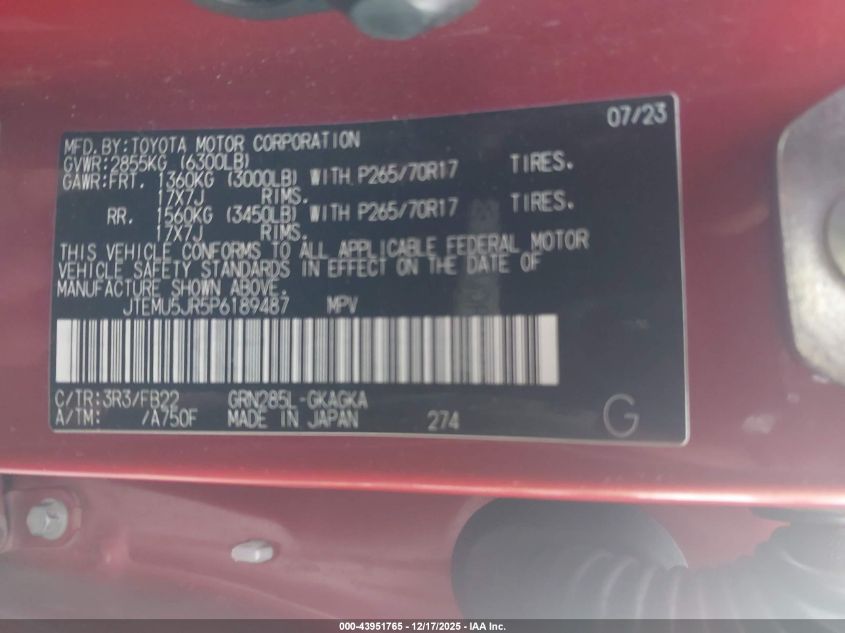 07/23
MFD. BY: TOYOTA MOTOR CORPORATION
GVWR: 2855KG (6300LB)
GAWR: FRT. 1360KG (3000LB) WITH P265/70R17 TIRES.
17X7J RIMS.
RR. 1560KG (3450LB) WITH P265/70R17 TIRES.
17X7J RIMS.
THIS VEHICLE CONFORMS TO ALL APPLICABLE FEDERAL MOTOR
VEHICLE SAFETY STANDARDS IN EFFECT ON THE DATE OF
MANUFACTURE SHOWN ABOVE.
JTEMU5JR5P6189487 MPV
C/TR: 3R3/FB22 GRN285L-GKAGKA
A/TM: /A750F MADE IN JAPAN 274
G
000-43951765 - 12/17/2025 - IAA Inc.